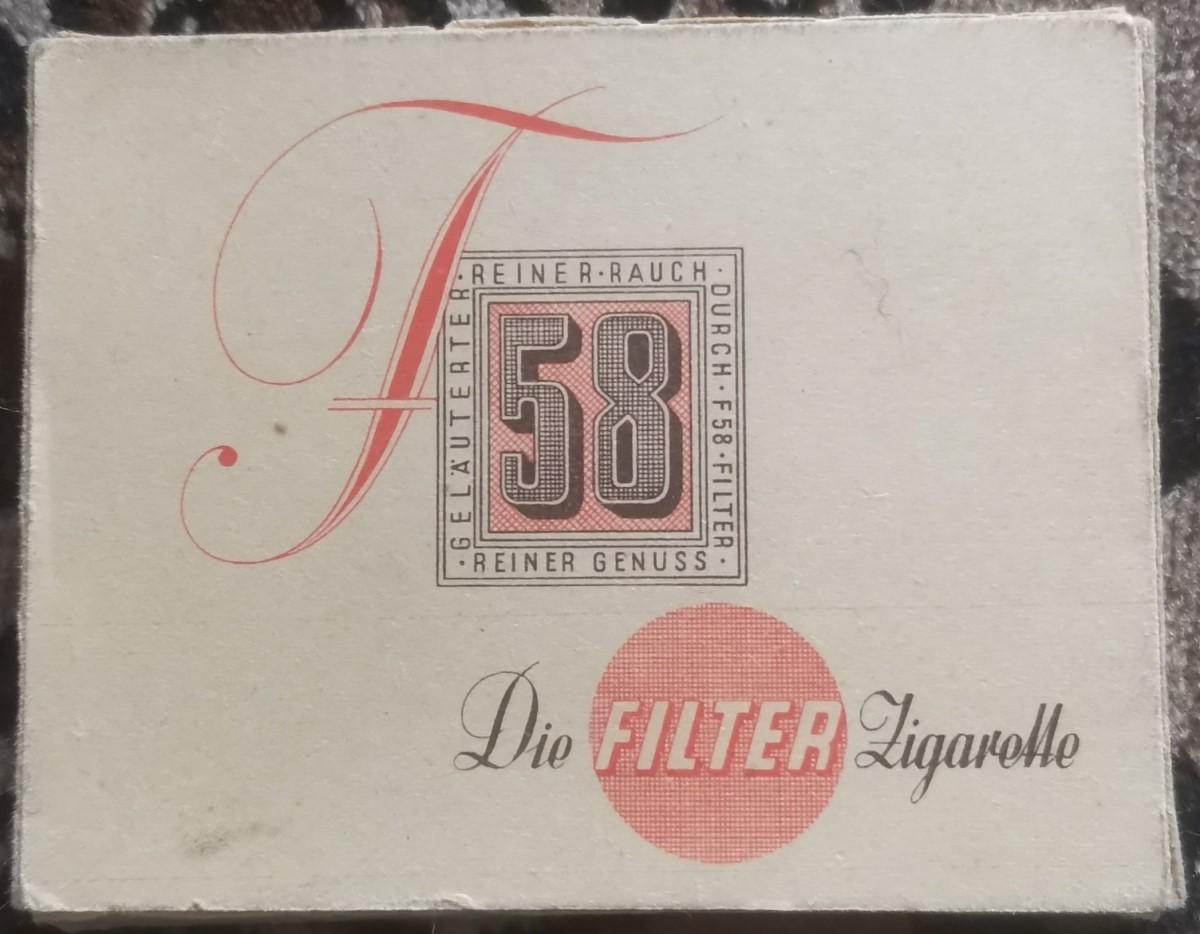 F
GELÄUTERTER
·REINER·RAUCH·
DURCH·F58·FILTER
·REINER GENUSS·
58
Die FILTER Zigarette